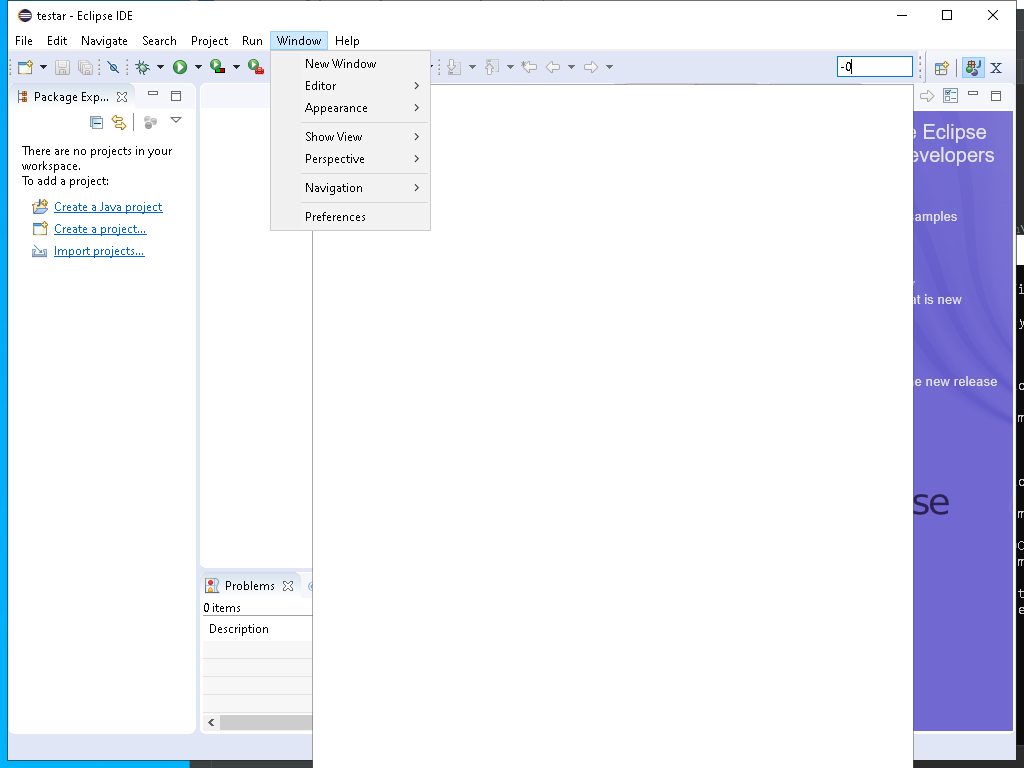 testar - Eclipse IDE
File Edit Navigate Search Project Run Window Help
-0
New Window
Editor
Appearance
Show View
Perspective
Navigation
Preferences
Package Exp...
There are no projects in your
workspace.
To add a project:
Create a Java project
Create a project...
Import projects...
e Eclipse
evelopers
amples
at is new
e new release
se
Problems
0 items
Description